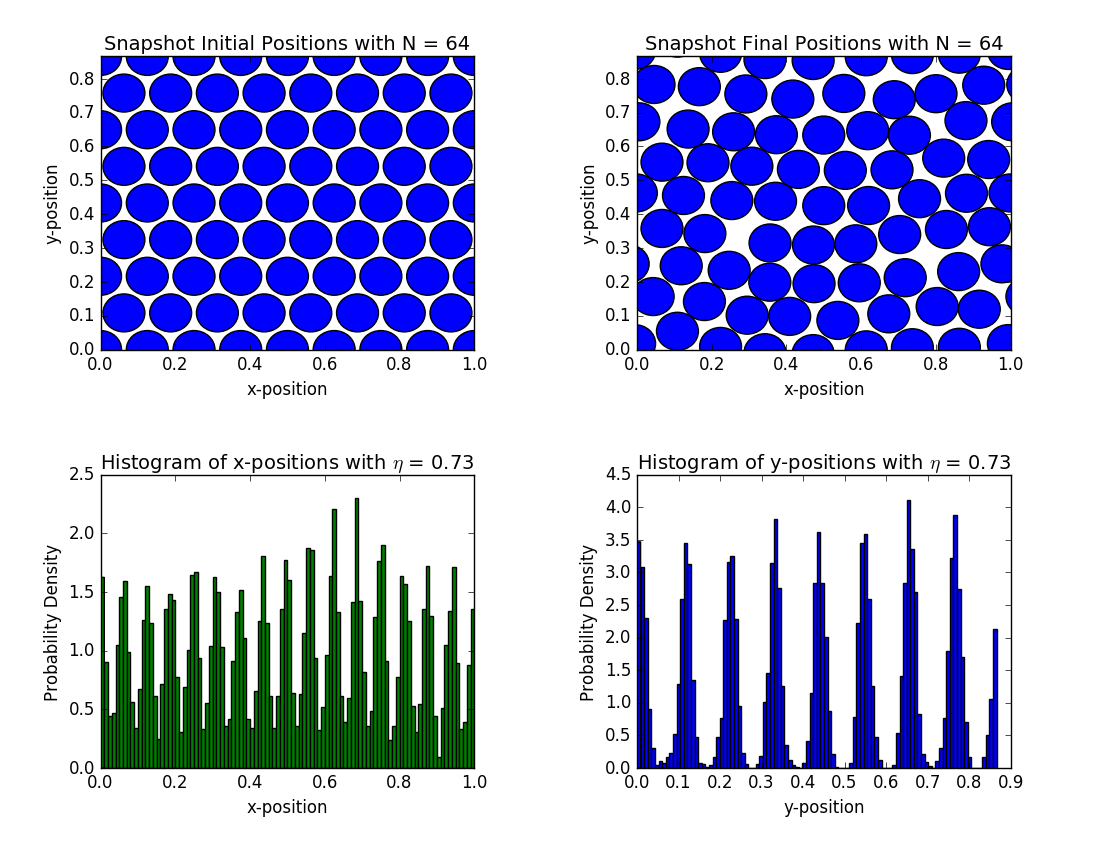 Snapshot Initial Positions with N = 64
0.8
0.7
0.6
0.5
0.4
0.3
0.2
0.1
0.0
y-position
0.0 0.2 0.4 0.6 0.8 1.0
x-position
Snapshot Final Positions with N = 64
0.8
0.7
0.6
0.5
0.4
0.3
0.2
0.1
0.0
y-position
0.0 0.2 0.4 0.6 0.8 1.0
x-position
Histogram of x-positions with η = 0.73
2.5
2.0
1.5
1.0
0.5
0.0
Probability Density
0.0 0.2 0.4 0.6 0.8 1.0
x-position
Histogram of y-positions with η = 0.73
4.5
4.0
3.5
3.0
2.5
2.0
1.5
1.0
0.5
0.0
Probability Density
0.0 0.1 0.2 0.3 0.4 0.5 0.6 0.7 0.8 0.9
y-position